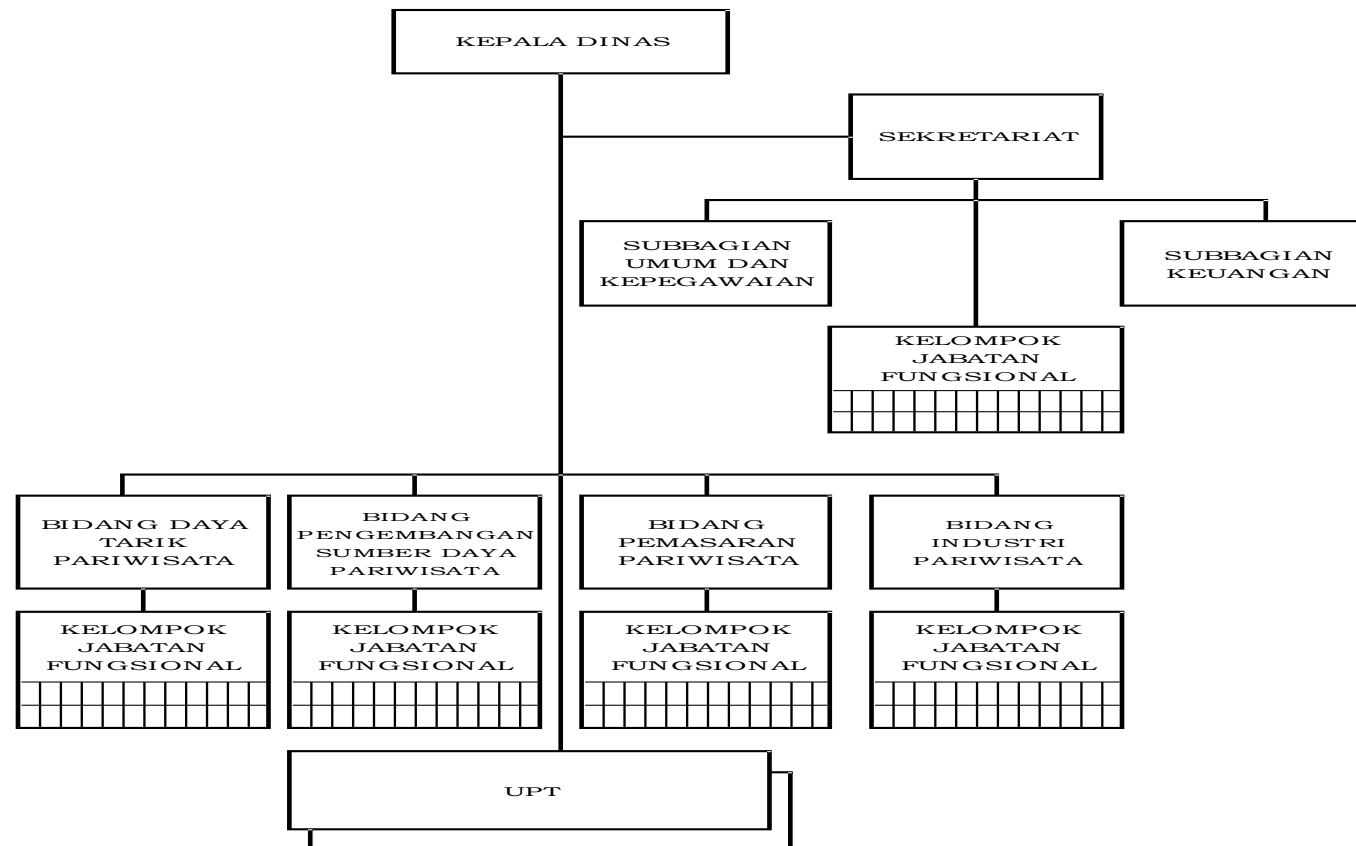 KEPALA DINAS
SEKRETARIAT
SUBBAGIAN
UMUM DAN
KEPEGAWAIAN
SUBBAGIAN
KEUANGAN
KELOMPOK
JABATAN
FUNGSIONAL
BIDANG DAYA
TARIK
PARIWISATA
BIDANG
PENGEMBANGAN
SUMBER DAYA
PARIWISATA
BIDANG
PEMASARAN
PARIWISATA
BIDANG
INDUSTRI
PARIWISATA
KELOMPOK
JABATAN
FUNGSIONAL
KELOMPOK
JABATAN
FUNGSIONAL
KELOMPOK
JABATAN
FUNGSIONAL
KELOMPOK
JABATAN
FUNGSIONAL
UPT